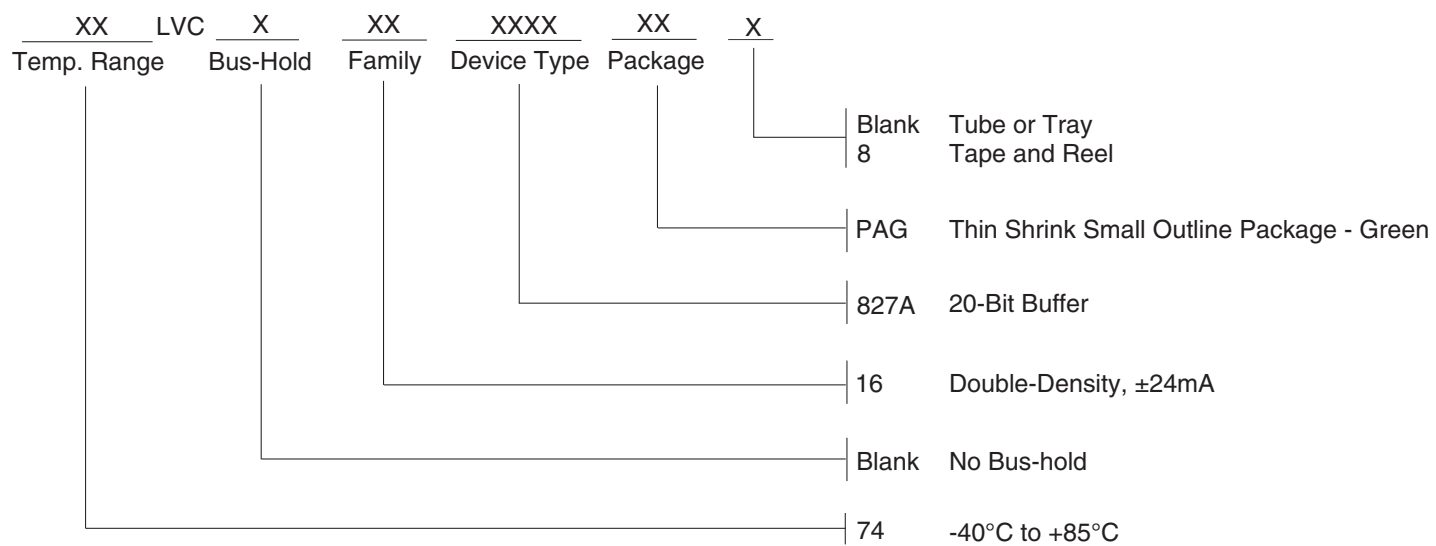 XX LVC X XX XXXX XX X
Temp. Range Bus-Hold Family Device Type Package
Blank Tube or Tray
8 Tape and Reel
PAG Thin Shrink Small Outline Package - Green
827A 20-Bit Buffer
16 Double-Density, ±24mA
Blank No Bus-hold
74 -40°C to +85°C